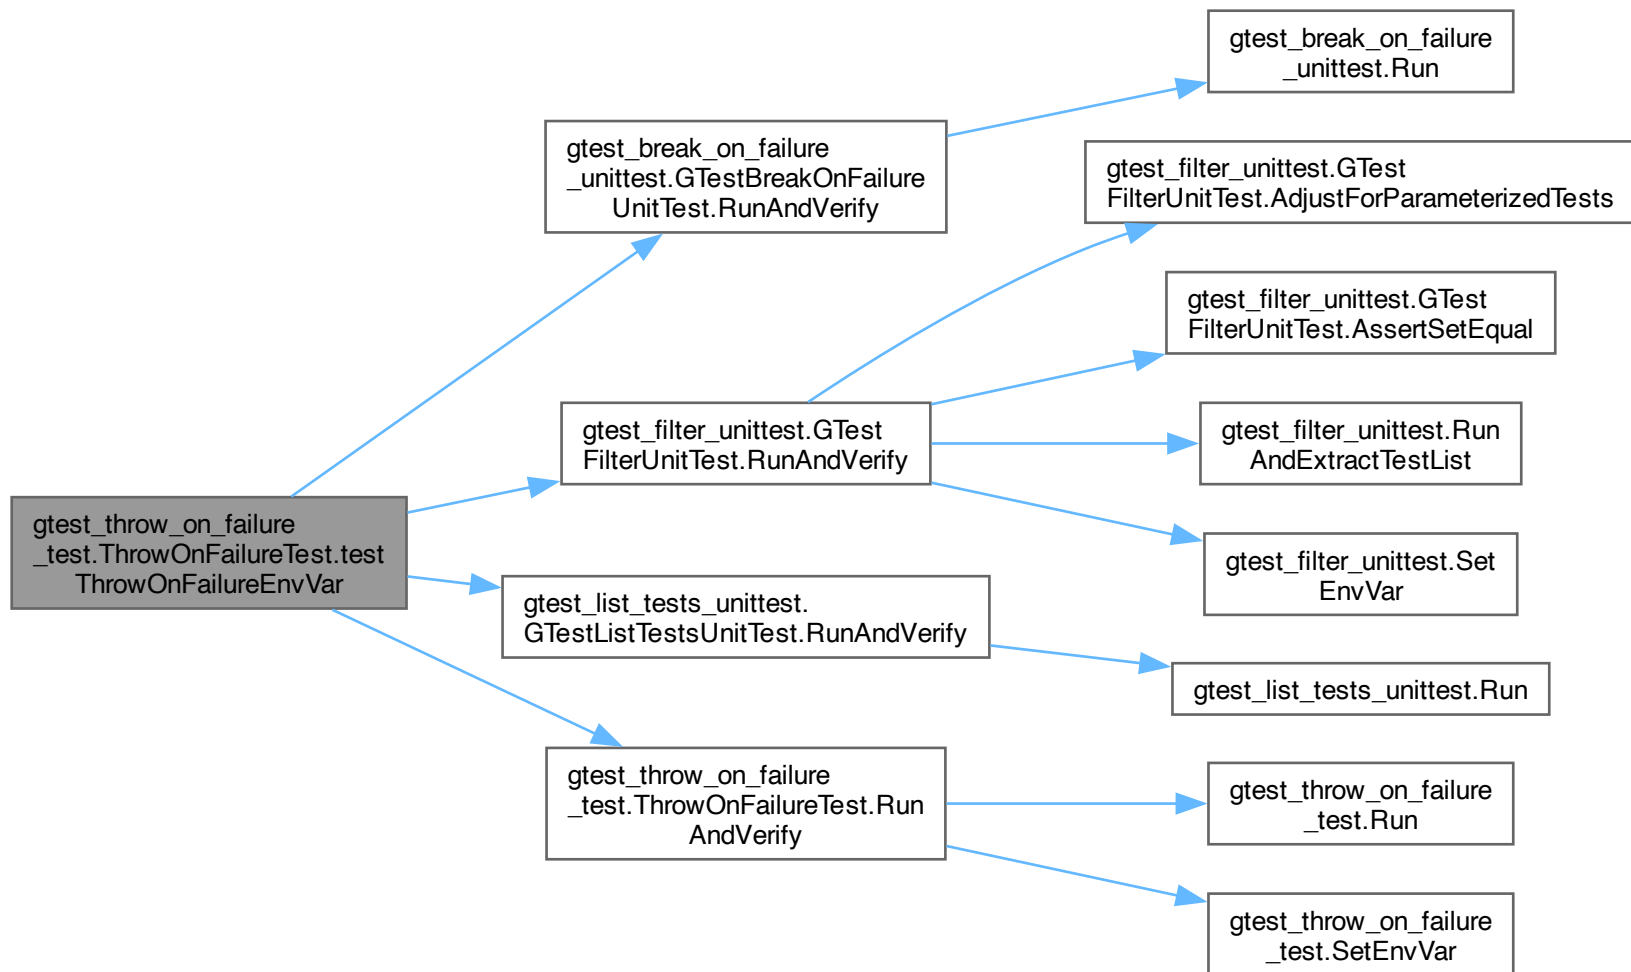 gtest_break_on_failure
_unittest.Run
gtest_break_on_failure
_unittest.GTestBreakOnFailure
UnitTest.RunAndVerify
gtest_filter_unittest.GTest
FilterUnitTest.AdjustForParameterizedTests
gtest_filter_unittest.GTest
FilterUnitTest.AssertSetEqual
gtest_filter_unittest.GTest
FilterUnitTest.RunAndVerify
gtest_filter_unittest.Run
AndExtractTestList
gtest_throw_on_failure
_test.ThrowOnFailureTest.test
ThrowOnFailureEnvVar
gtest_filter_unittest.Set
EnvVar
gtest_list_tests_unittest.
GTestListTestsUnitTest.RunAndVerify
gtest_list_tests_unittest.Run
gtest_throw_on_failure
_test.ThrowOnFailureTest.Run
AndVerify
gtest_throw_on_failure
_test.Run
gtest_throw_on_failure
_test.SetEnvVar